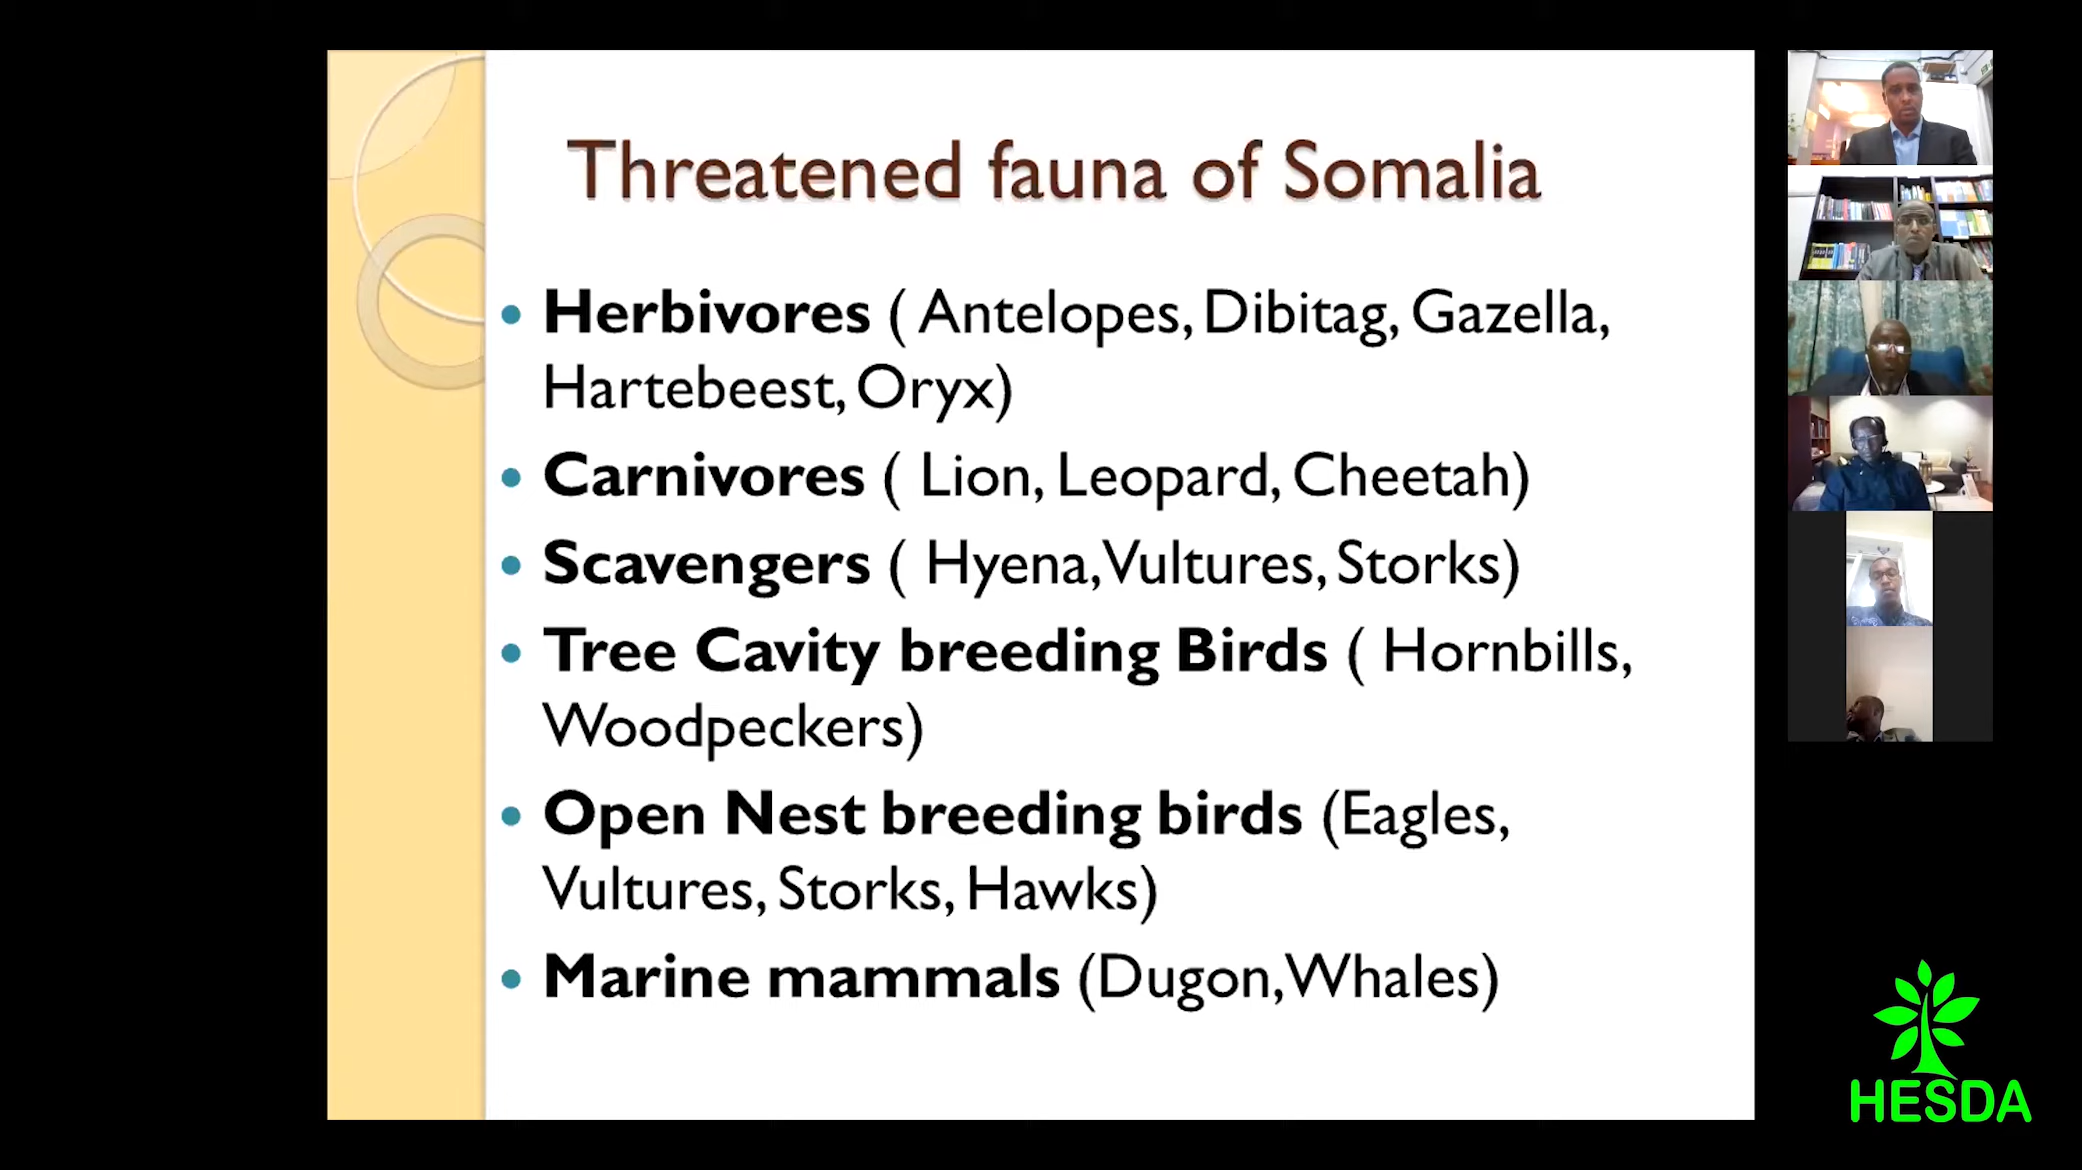 Threatened fauna of Somalia
• Herbivores ( Antelopes, Dibitag, Gazella,
Hartebeest, Oryx)
• Carnivores ( Lion, Leopard, Cheetah)
• Scavengers ( Hyena, Vultures, Storks)
• Tree Cavity breeding Birds ( Hornbills,
Woodpeckers)
• Open Nest breeding birds (Eagles,
Vultures, Storks, Hawks)
• Marine mammals (Dugon, Whales)
HESDA